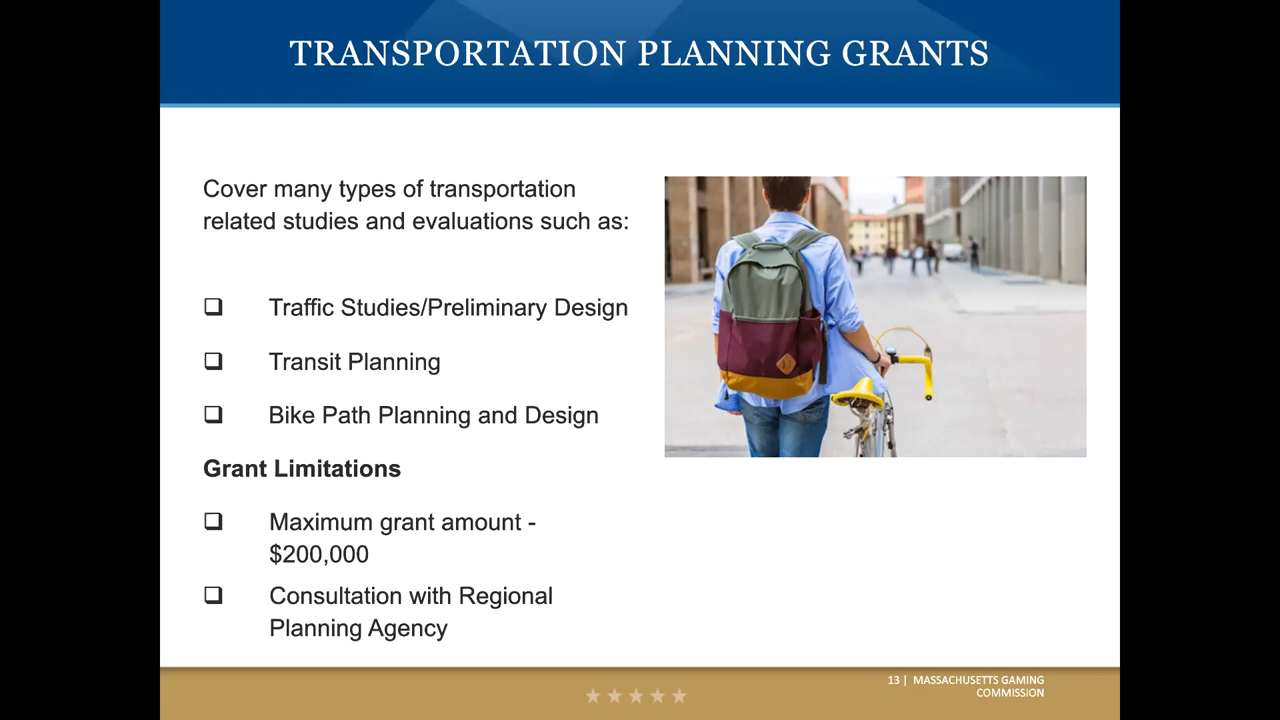 TRANSPORTATION PLANNING GRANTS
Cover many types of transportation
related studies and evaluations such as:
❑ Traffic Studies/Preliminary Design
❑ Transit Planning
❑ Bike Path Planning and Design
Grant Limitations
❑ Maximum grant amount -
$200,000
❑ Consultation with Regional
Planning Agency
13 | MASSACHUSETTS GAMING
COMMISSION